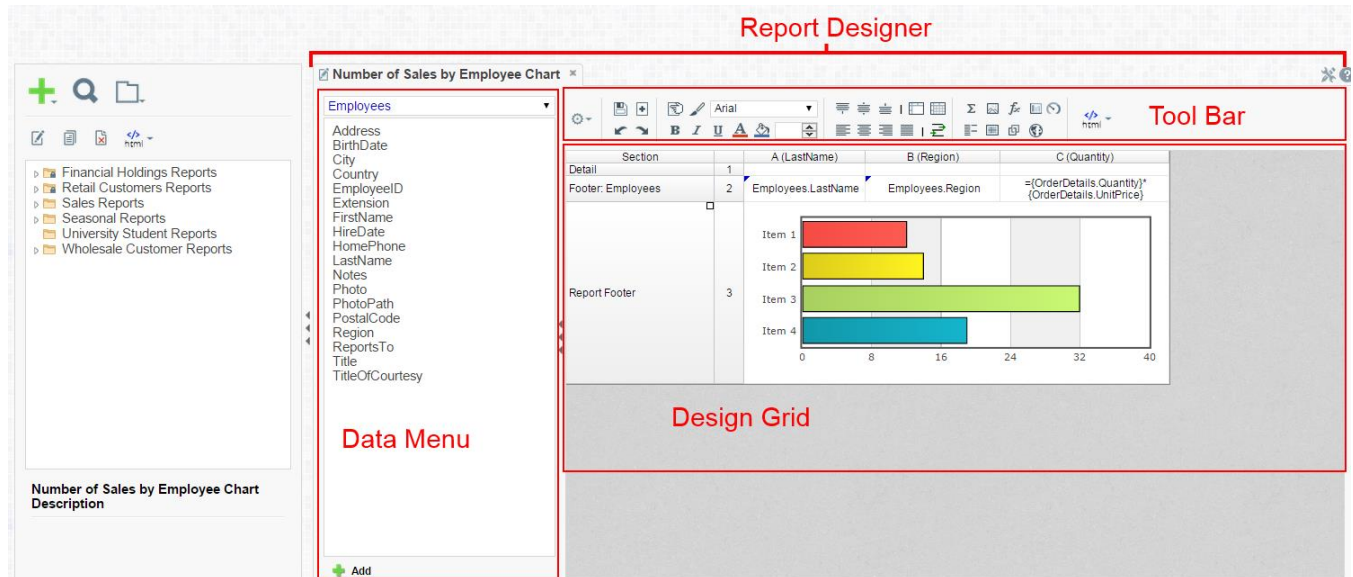 Report Designer
Number of Sales by Employee Chart
html
Financial Holdings Reports
Retail Customers Reports
Sales Reports
Seasonal Reports
University Student Reports
Wholesale Customer Reports
Number of Sales by Employee Chart
Description
Employees
Address
BirthDate
City
Country
EmployeeID
Extension
FirstName
HireDate
HomePhone
LastName
Notes
Photo
PhotoPath
PostalCode
Region
ReportsTo
Title
TitleOfCourtesy
Data Menu
Add
Arial
B I U A
Σ fx
</> html
Tool Bar
Section A (LastName) B (Region) C (Quantity)
Detail 1
Footer: Employees 2 Employees.LastName Employees.Region ={OrderDetails.Quantity}*
{OrderDetails.UnitPrice}
Report Footer 3
Item 1
Item 2
Item 3
Item 4
0 8 16 24 32 40
Design Grid